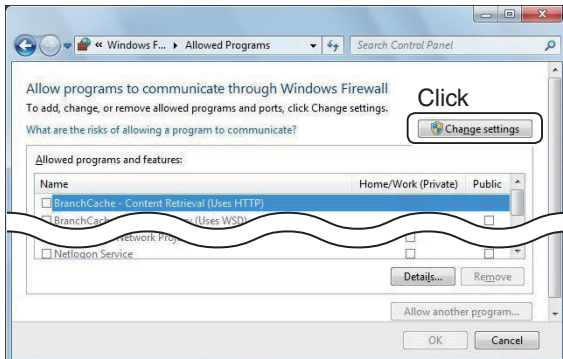 « Windows F... ▸ Allowed Programs
Search Control Panel
Allow programs to communicate through Windows Firewall
To add, change, or remove allowed programs and ports, click Change settings.
Click
What are the risks of allowing a program to communicate?
Change settings
Allowed programs and features:
Name Home/Work (Private) Public
BranchCache - Content Retrieval (Uses HTTP)
(Uses WSD)
Netlogon Service
Details... Remove
Allow another program...
OK Cancel